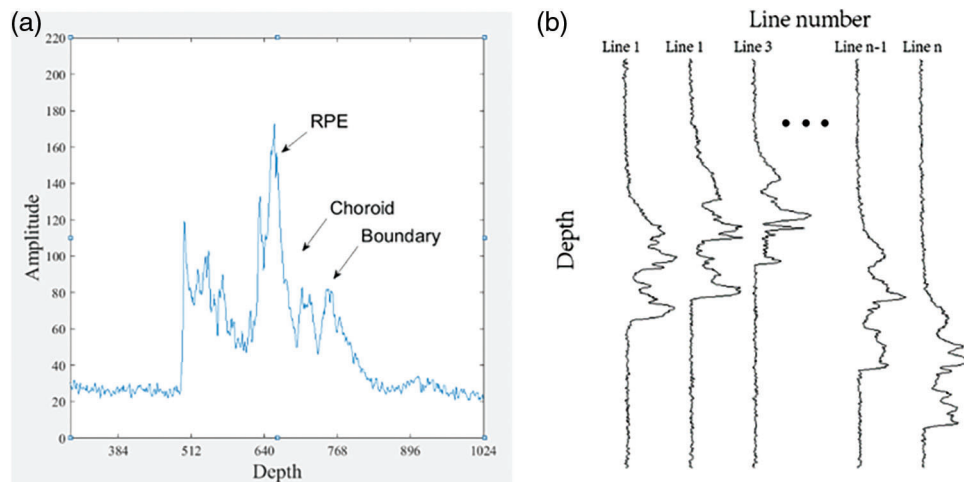 (a)
220
200
180
160
140
120
100
80
60
40
20
0
Amplitude
RPE
Choroid
Boundary
384 512 640 768 896 1024
Depth
(b)
Line number
Line 1 Line 1 Line 3 Line n-1 Line n
• • •
Depth